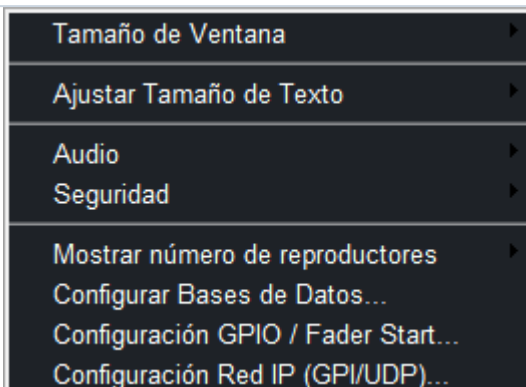 Tamaño de Ventana
Ajustar Tamaño de Texto
Audio
Seguridad
Mostrar número de reproductores
Configurar Bases de Datos...
Configuración GPIO / Fader Start...
Configuración Red IP (GPI/UDP)...